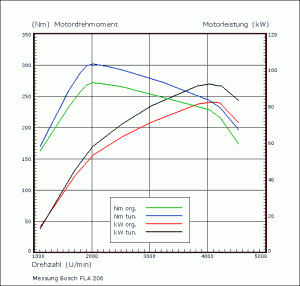 (Nm) Motordrehmoment Motorleistung (kW)
350 120
300 100
250 80
200
150 60
100 40
50 20
00 0
1000 2000 3000 4000 5000
Nm org.
Nm tun.
kW org.
kW tun.
Drehzahl (U/min)
Messung Bosch FLA 206